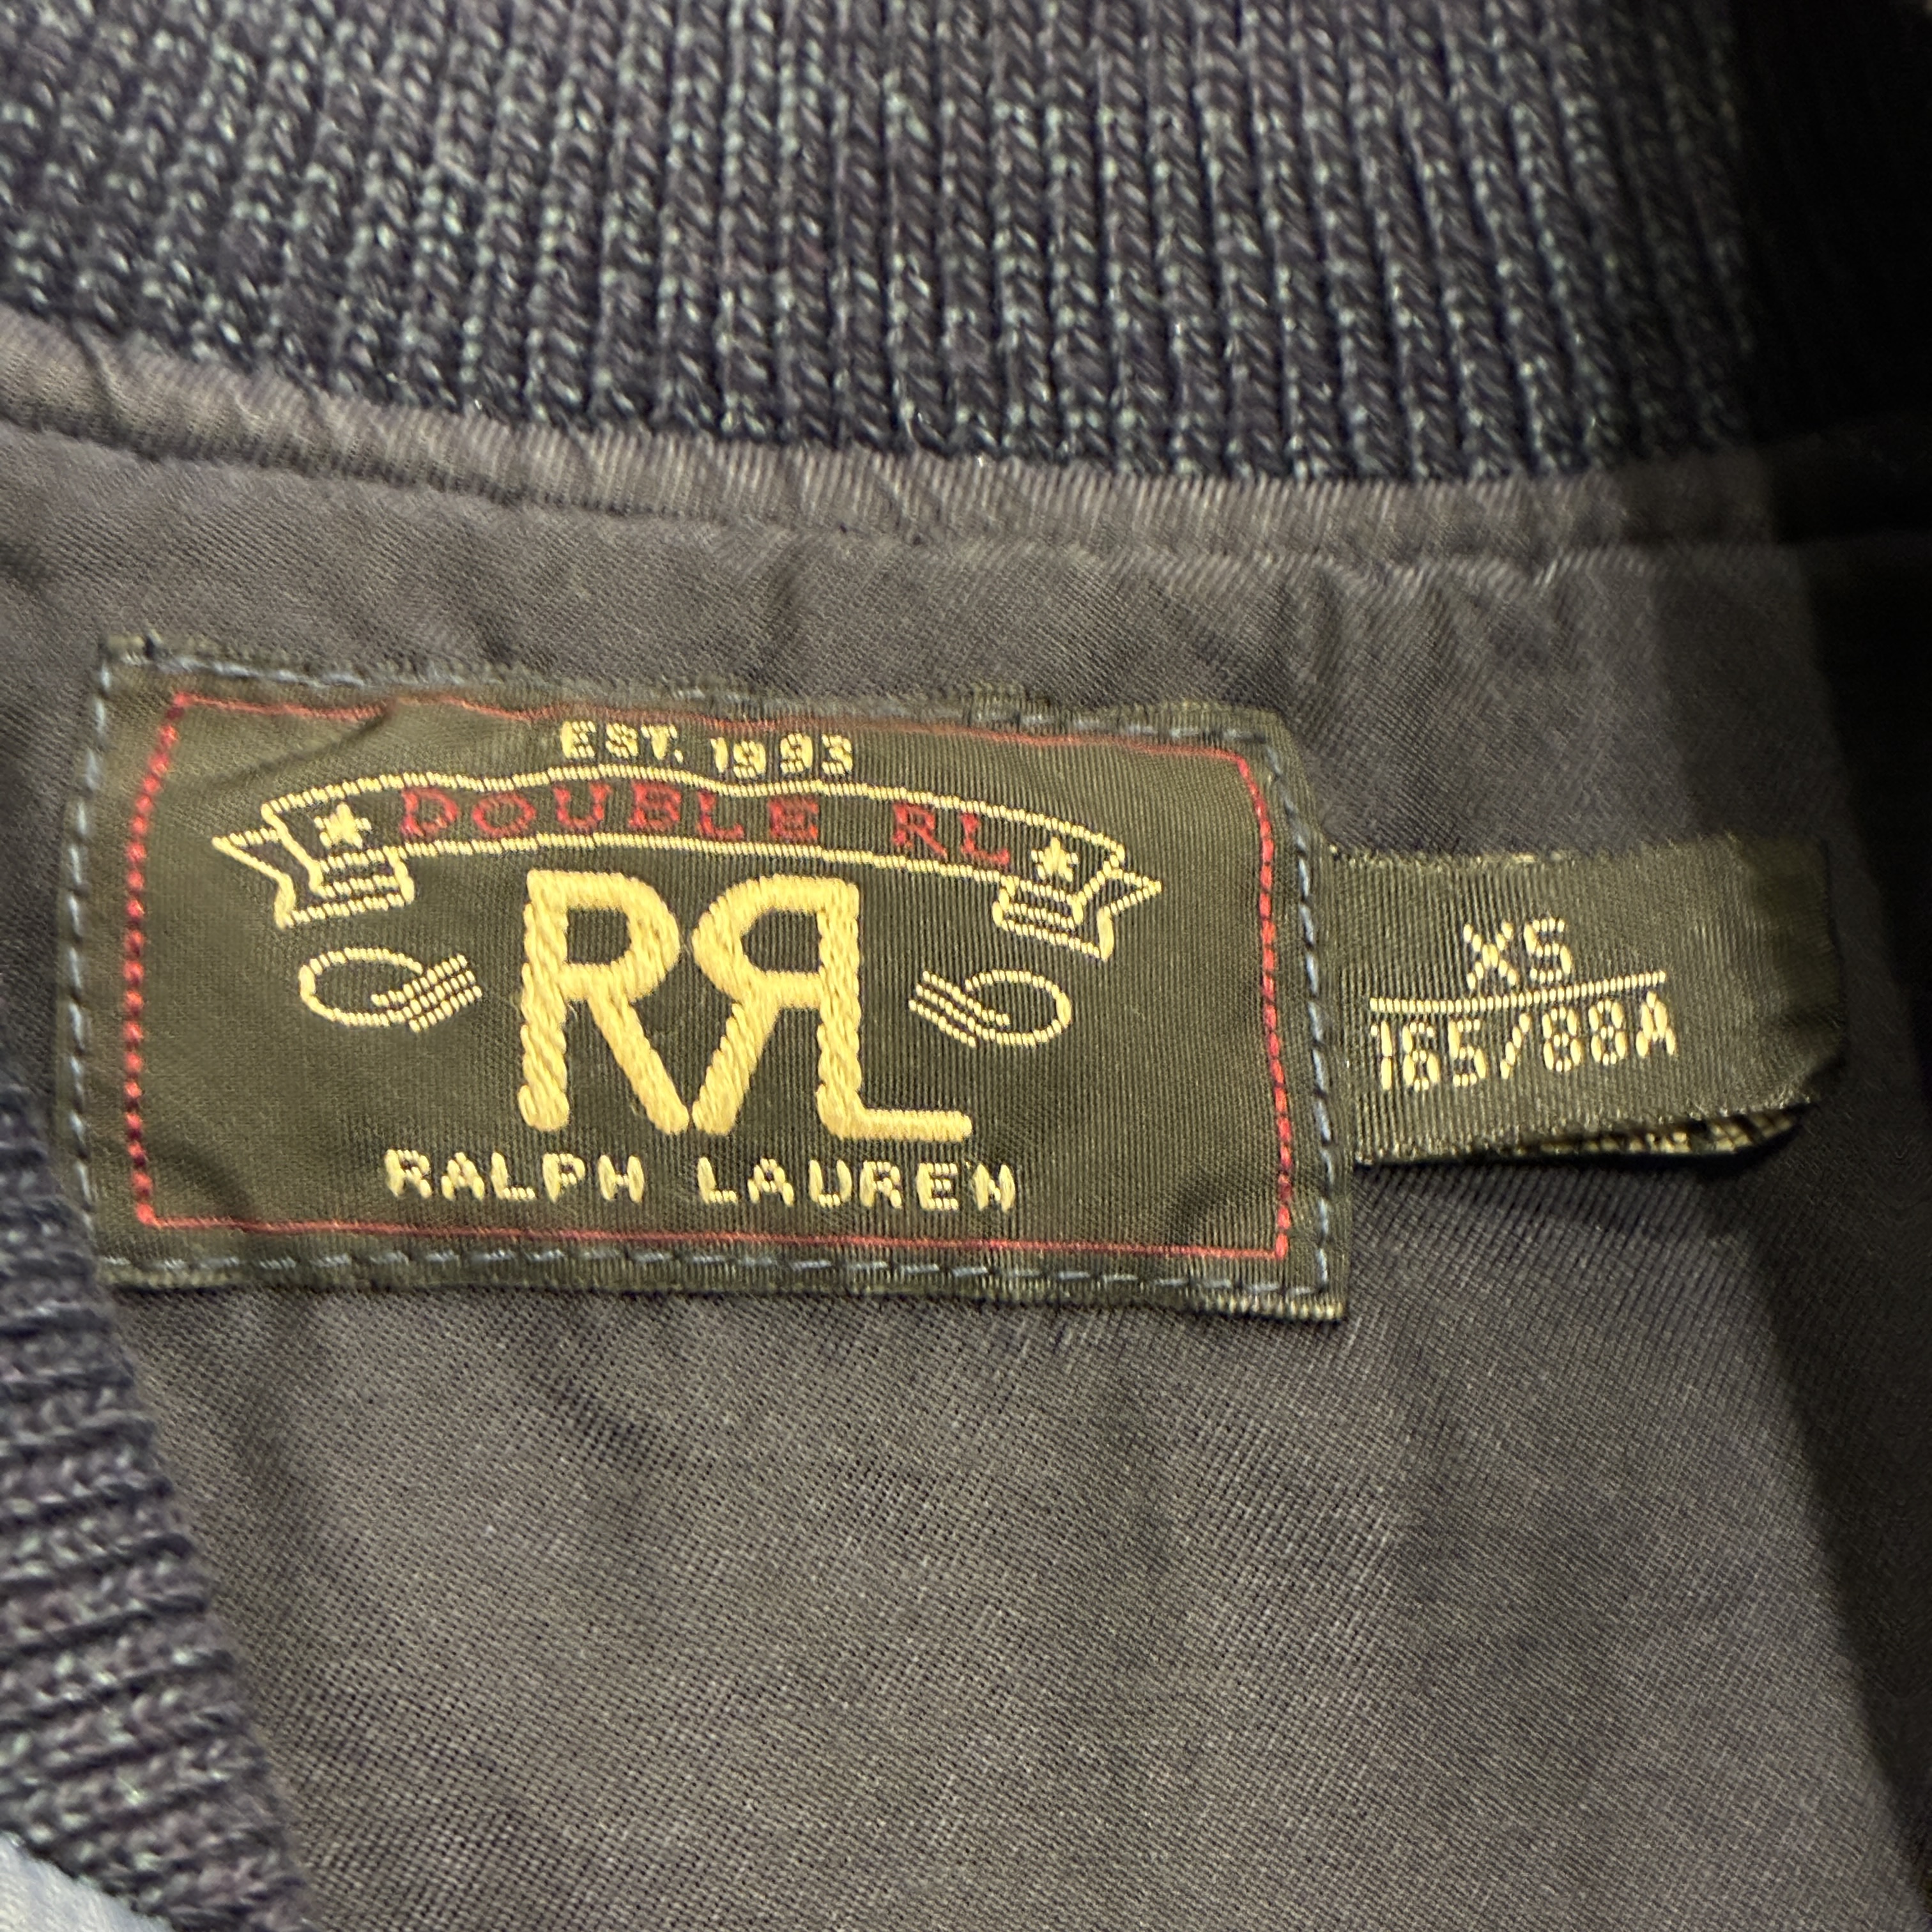 EST. 1993
DOUBLE RL
RRL
RALPH LAUREN
XS
165/88A